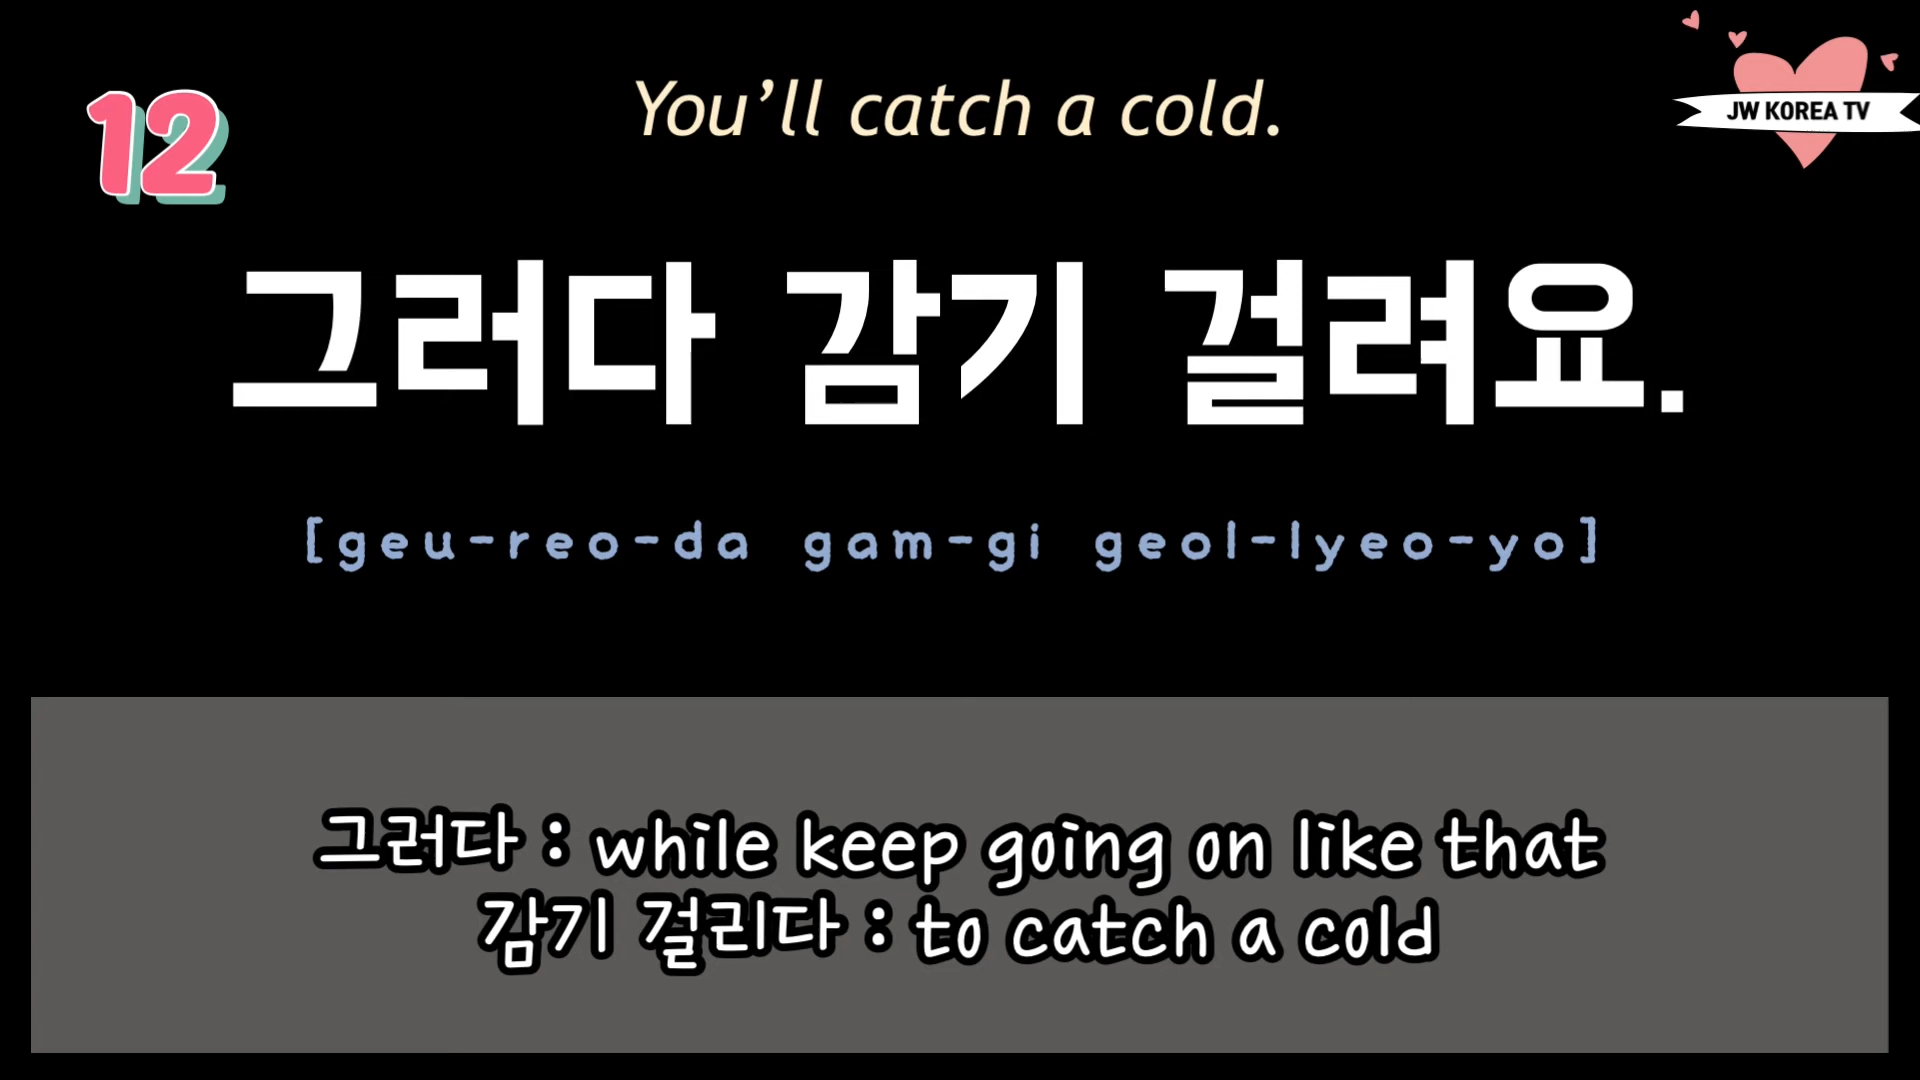 12
You’ll catch a cold.
JW KOREA TV
그러다 감기 걸려요.
[geu-reo-da gam-gi geol-lyeo-yo]
그러다 : while keep going on like that
감기 걸리다 : to catch a cold